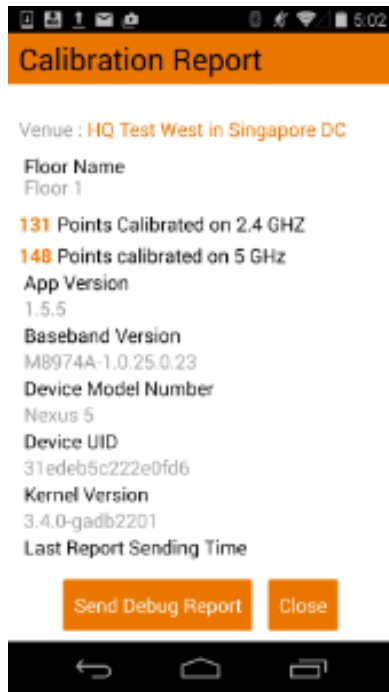 5:02
Calibration Report
Venue : HQ Test West in Singapore DC
Floor Name
Floor 1
131 Points Calibrated on 2.4 GHZ
148 Points calibrated on 5 GHz
App Version
1.5.5
Baseband Version
M8974A-1.0.25.0.23
Device Model Number
Nexus 5
Device UID
31edeb5c222e0fd6
Kernel Version
3.4.0-gadb2201
Last Report Sending Time
Send Debug Report Close